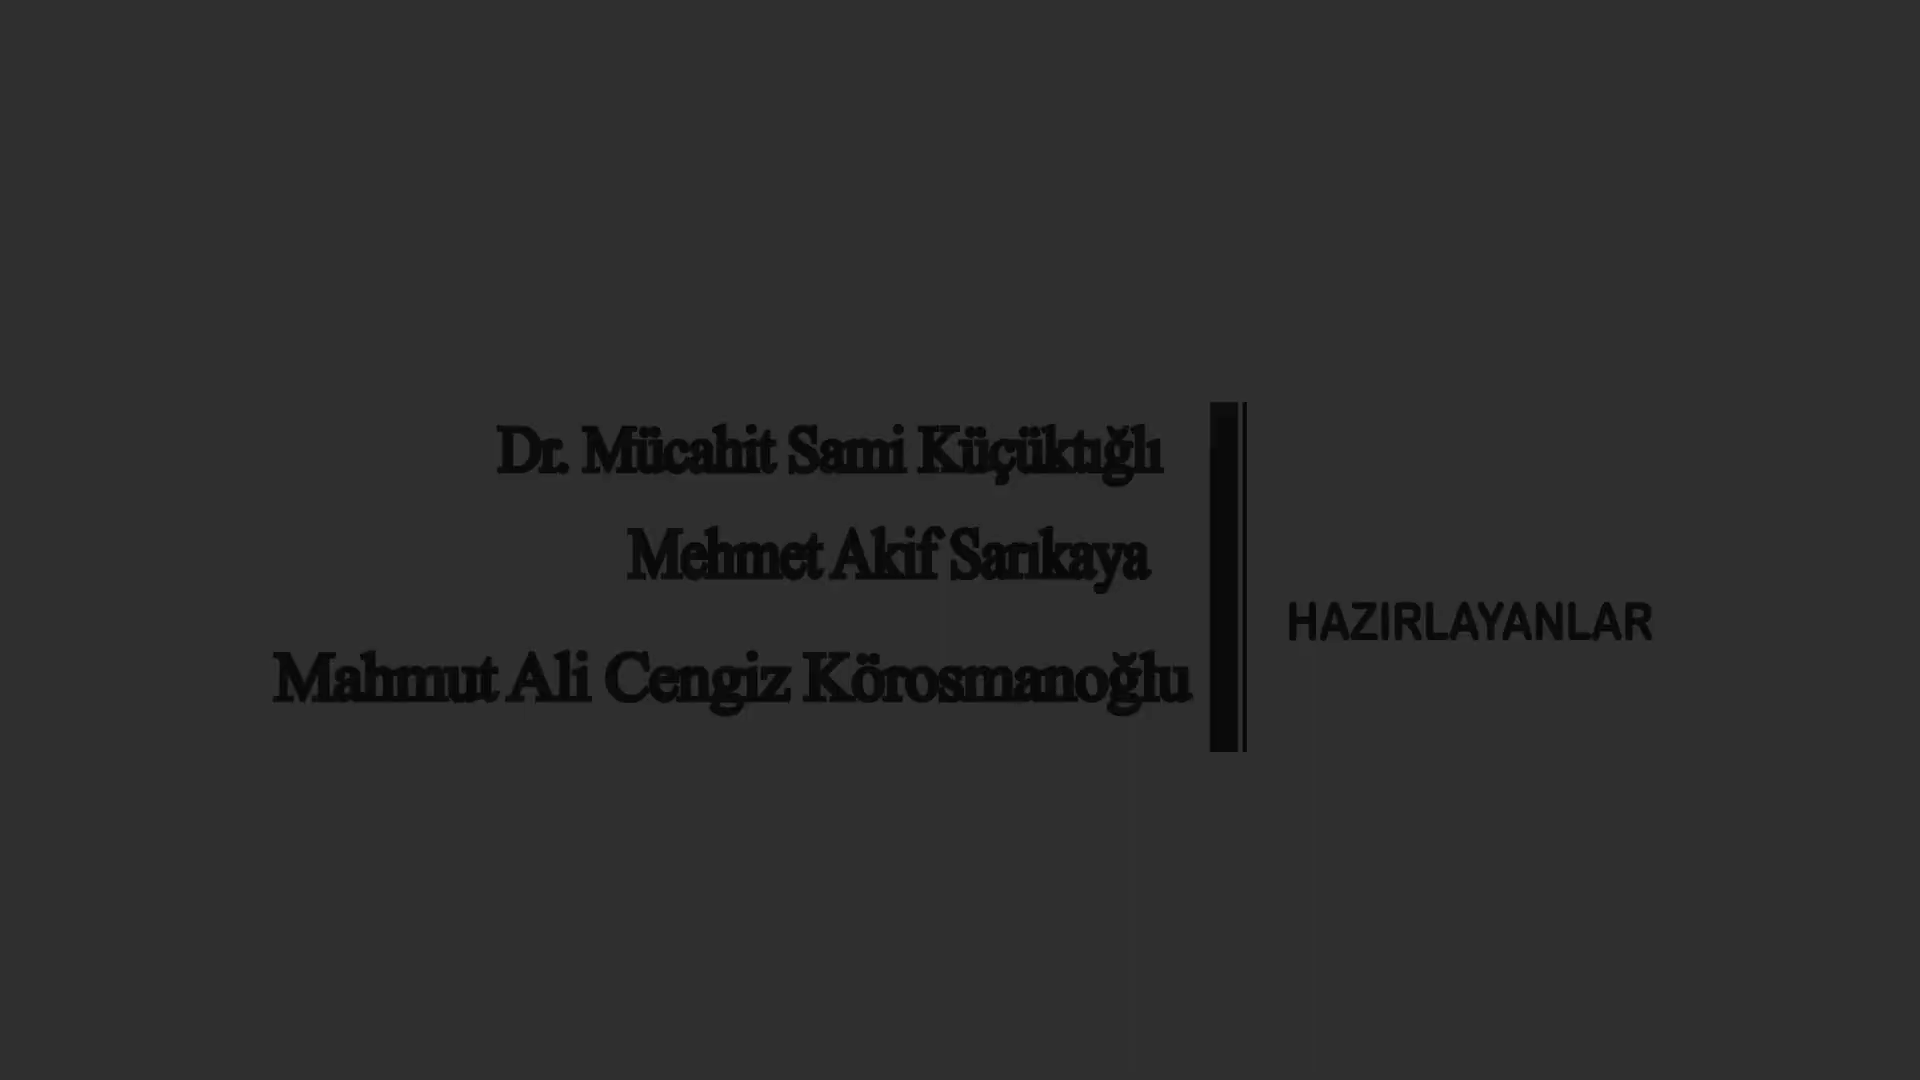 Dr. Mücahit Sami Küçüktığlı
Mehmet Akif Sarıkaya
Mahmut Ali Cengiz Körosmanoğlu
HAZIRLAYANLAR